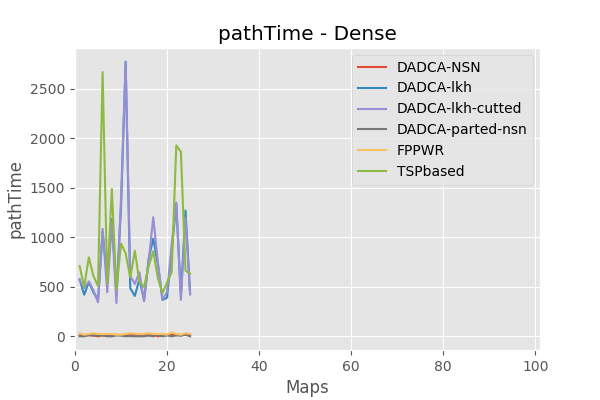 pathTime - Dense
DADCA-NSN
DADCA-lkh
DADCA-lkh-cutted
DADCA-parted-nsn
FPPWR
TSPbased
pathTime
2500
2000
1500
1000
500
0
0 20 40 60 80 100
Maps